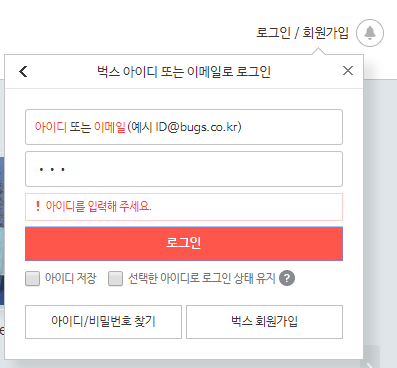 로그인 / 회원가입
벅스 아이디 또는 이메일로 로그인
아이디 또는 이메일(예시 ID@bugs.co.kr)
! 아이디를 입력해 주세요.
로그인
아이디 저장 선택한 아이디로 로그인 상태 유지 ?
아이디/비밀번호 찾기 벅스 회원가입